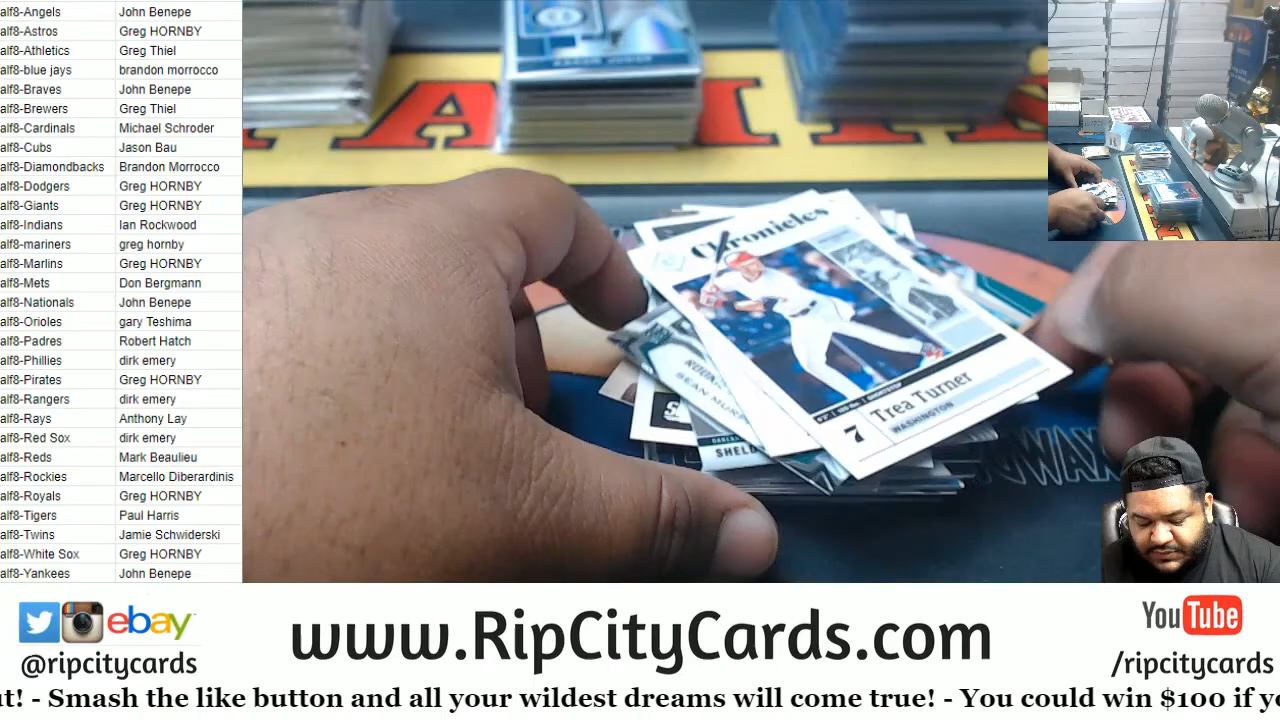 alf8-Angels John Benepe
alf8-Astros Greg HORNBY
alf8-Athletics Greg Thiel
alf8-blue jays brandon morrocco
alf8-Braves John Benepe
alf8-Brewers Greg Thiel
alf8-Cardinals Michael Schroder
alf8-Cubs Jason Bau
alf8-Diamondbacks Brandon Morrocco
alf8-Dodgers Greg HORNBY
alf8-Giants Greg HORNBY
alf8-Indians Ian Rockwood
alf8-mariners greg hornby
alf8-Marlins Greg HORNBY
alf8-Mets Don Bergmann
alf8-Nationals John Benepe
alf8-Orioles gary Teshima
alf8-Padres Robert Hatch
alf8-Phillies dirk emery
alf8-Pirates Greg HORNBY
alf8-Rangers dirk emery
alf8-Rays Anthony Lay
alf8-Red Sox dirk emery
alf8-Reds Mark Beaulieu
alf8-Rockies Marcello Diberardinis
alf8-Royals Greg HORNBY
alf8-Tigers Paul Harris
alf8-Twins Jamie Schwiderski
alf8-White Sox Greg HORNBY
alf8-Yankees John Benepe
Chronicles
SHORTSTOP
7 Trea Turner
WASHINGTON
SEAN MUR
SHEL
WAX
ebay
@ripcitycards
www.RipCityCards.com
YouTube
/ripcitycards
ut! - Smash the like button and all your wildest dreams will come true! - You could win $100 if yo